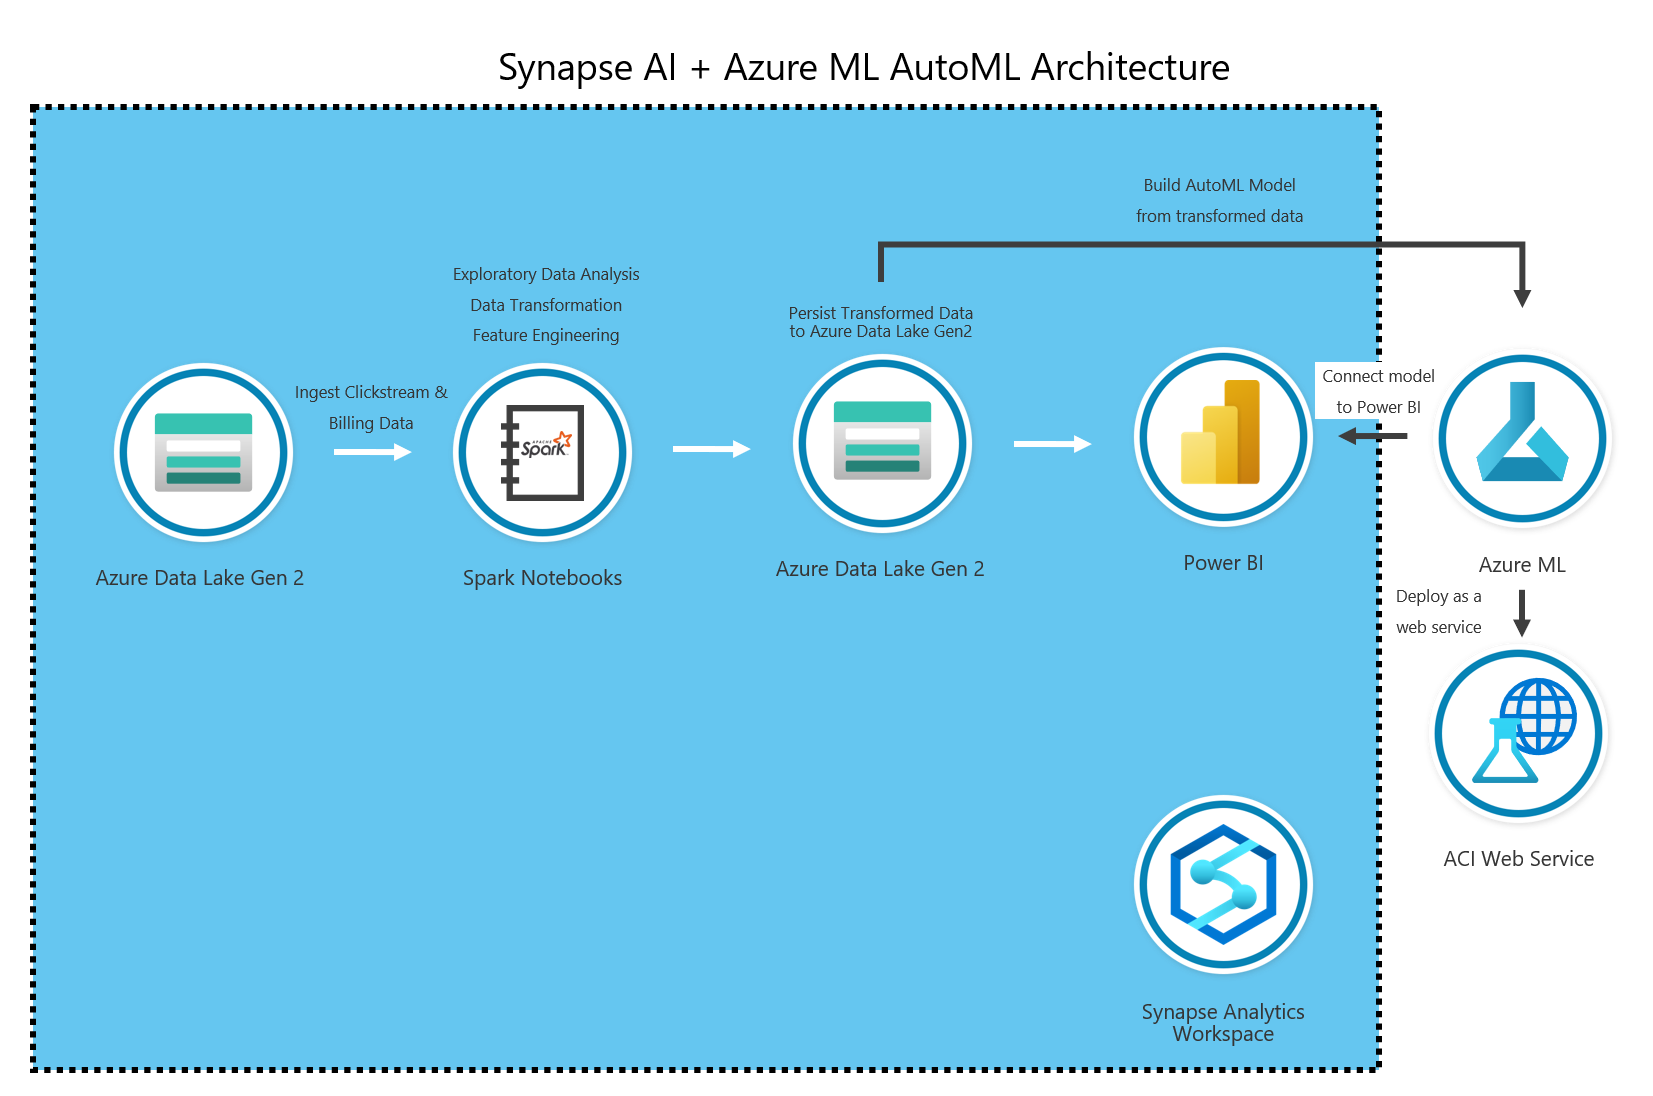 Synapse AI + Azure ML AutoML Architecture
Build AutoML Model
from transformed data
Exploratory Data Analysis
Data Transformation
Feature Engineering
Persist Transformed Data
to Azure Data Lake Gen2
Ingest Clickstream &
Billing Data
APACHE
Spark
Connect model
to Power BI
Azure Data Lake Gen 2
Spark Notebooks
Azure Data Lake Gen 2
Power BI
Azure ML
Deploy as a
web service
ACI Web Service
Synapse Analytics
Workspace